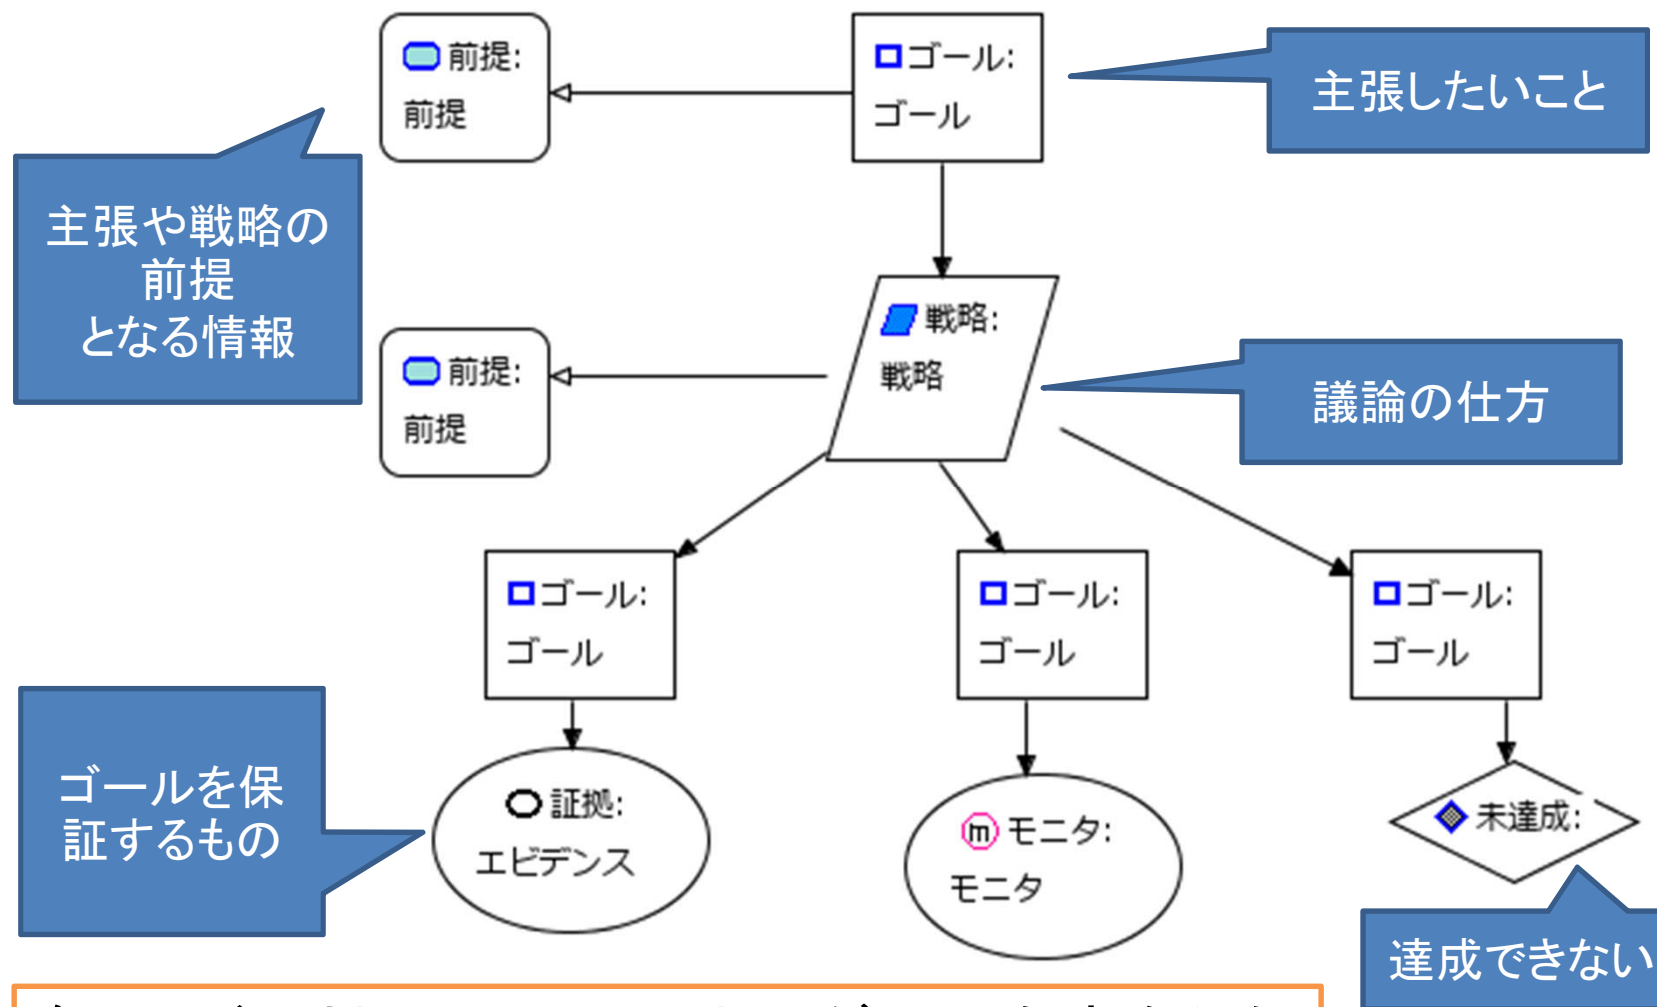 前提:
前提
ゴール:
ゴール
主張したいこと
主張や戦略の
前提
となる情報
戦略:
戦略
前提:
前提
議論の仕方
ゴール:
ゴール
ゴール:
ゴール
ゴール:
ゴール
ゴールを保
証するもの
証拠:
エビデンス
モニタ:
モニタ
未達成:
達成できない